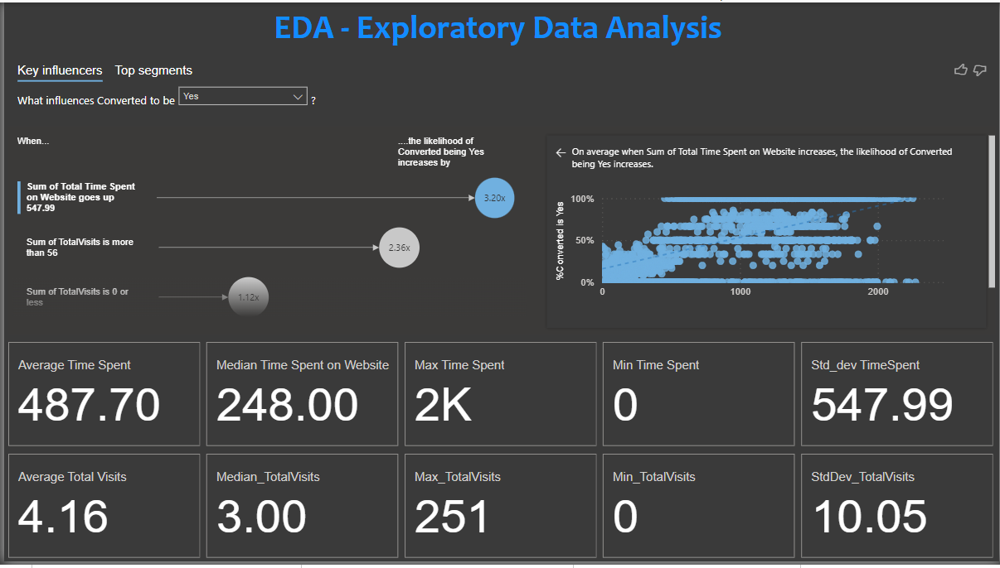 EDA - Exploratory Data Analysis
Key influencers
Top segments
What influences Converted to be
Yes
?
When...
....the likelihood of
Converted being Yes
increases by
Sum of Total Time Spent
on Website goes up
547.99
3.20x
Sum of TotalVisits is more
than 56
2.36x
Sum of TotalVisits is 0 or
less
1.12x
On average when Sum of Total Time Spent on Website increases, the likelihood of Converted
being Yes increases.
%C onverted is Yes
100%
50%
0%
0
1000
2000
Average Time Spent
487.70
Median Time Spent on Website
248.00
Max Time Spent
2K
Min Time Spent
0
Std_dev TimeSpent
547.99
Average Total Visits
4.16
Median_TotalVisits
3.00
Max_TotalVisits
251
Min_TotalVisits
0
StdDev_TotalVisits
10.05